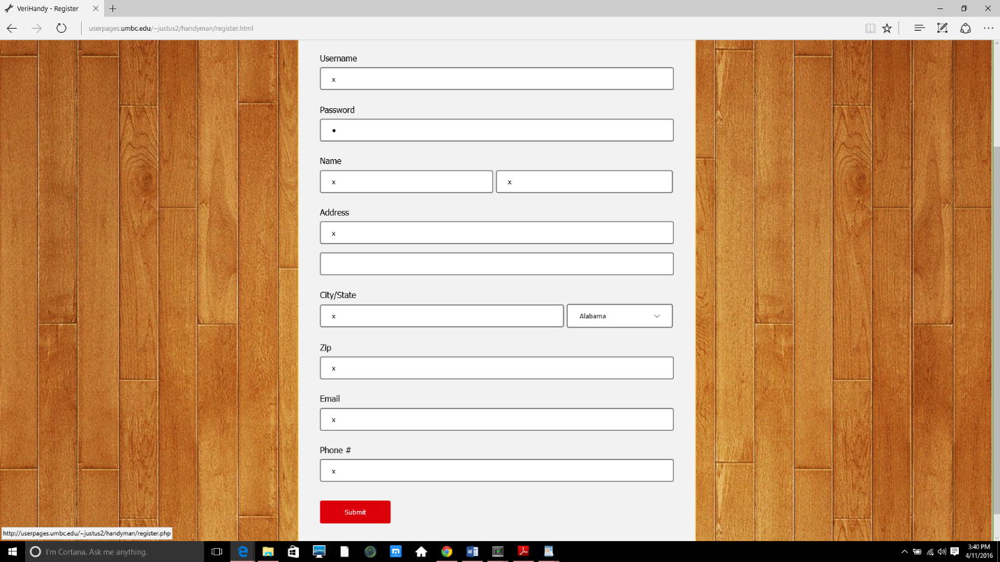 VeriHandy - Register
userpages.umbc.edu/~justus2/handyman/register.html
Username
x
Password
•
Name
x x
Address
x
City/State
x Alabama
Zip
x
Email
x
Phone #
x
Submit
http://userpages.umbc.edu/~justus2/handyman/register.php
I'm Cortana. Ask me anything.
3:40 PM
4/11/2016